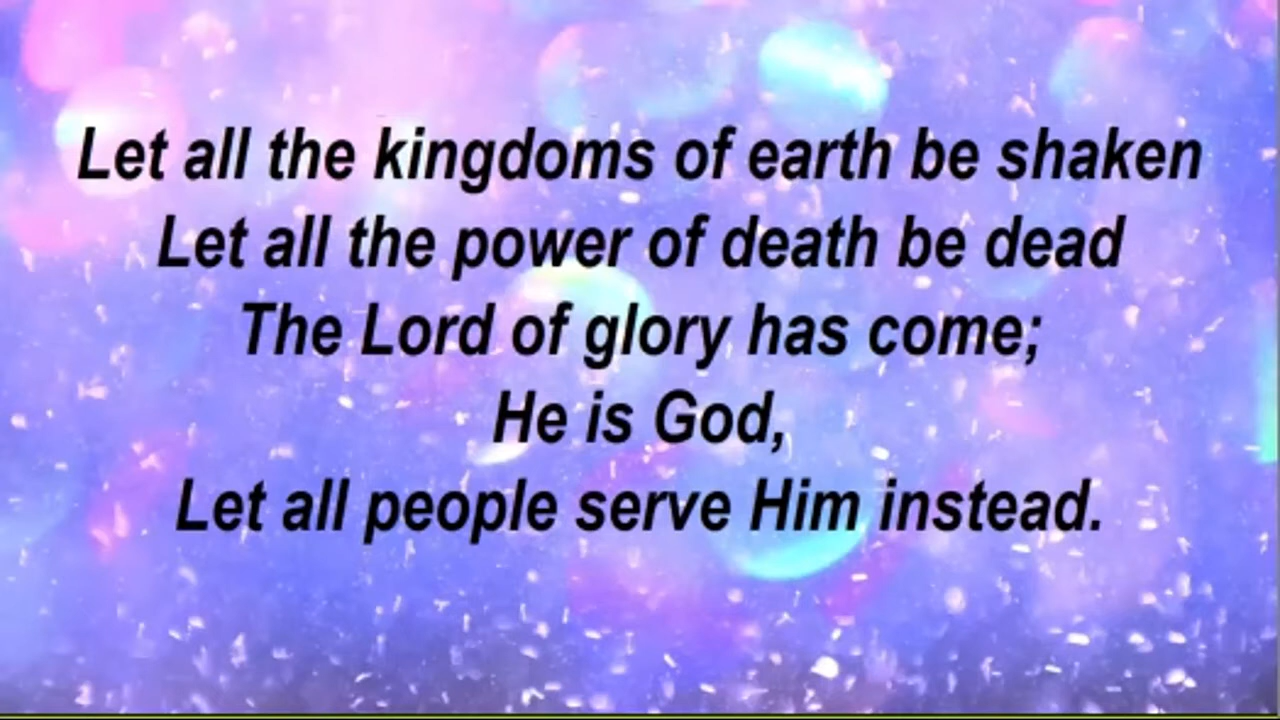 Let all the kingdoms of earth be shaken
Let all the power of death be dead
The Lord of glory has come;
He is God,
Let all people serve Him instead.